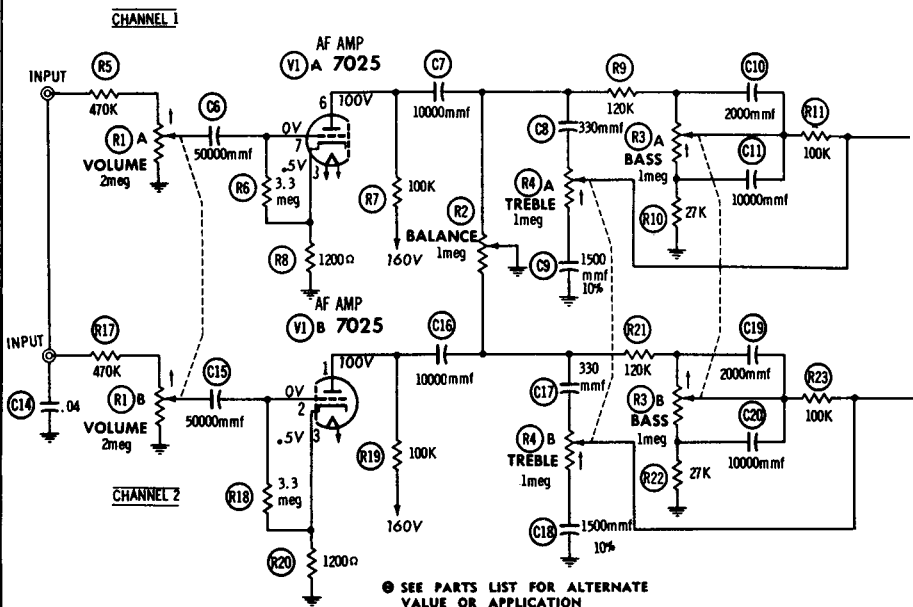 CHANNEL 1
INPUT
R5
470K
R1 A
VOLUME
2meg
C6
50000mmf
AF AMP
V1 A 7025
6
100V
0V
7
.5V
3
R6
3.3
meg
R8
1200Ω
C7
10000mmf
R7
100K
160V
R2
BALANCE
1meg
C8
330mmf
R4 A
TREBLE
1meg
C9
1500
mmf
10%
R9
120K
R3 A
BASS
1meg
R10
27K
C10
2000mmf
C11
10000mmf
R11
100K
INPUT
C14
.04
R17
470K
R1 B
VOLUME
2meg
C15
50000mmf
AF AMP
V1 B 7025
1
100V
0V
2
.5V
3
R18
3.3
meg
R20
1200Ω
C16
10000mmf
R19
100K
160V
C17
330
mmf
R4 B
TREBLE
1meg
C18
1500mmf
10%
R21
120K
R3 B
BASS
1meg
R22
27K
C19
2000mmf
C20
10000mmf
R23
100K
CHANNEL 2
SEE PARTS LIST FOR ALTERNATE
VALUE OR APPLICATION